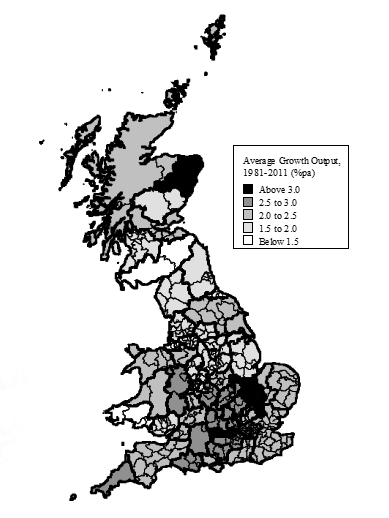 Average Growth Output,
1981-2011 (%pa)
Above 3.0
2.5 to 3.0
2.0 to 2.5
1.5 to 2.0
Below 1.5